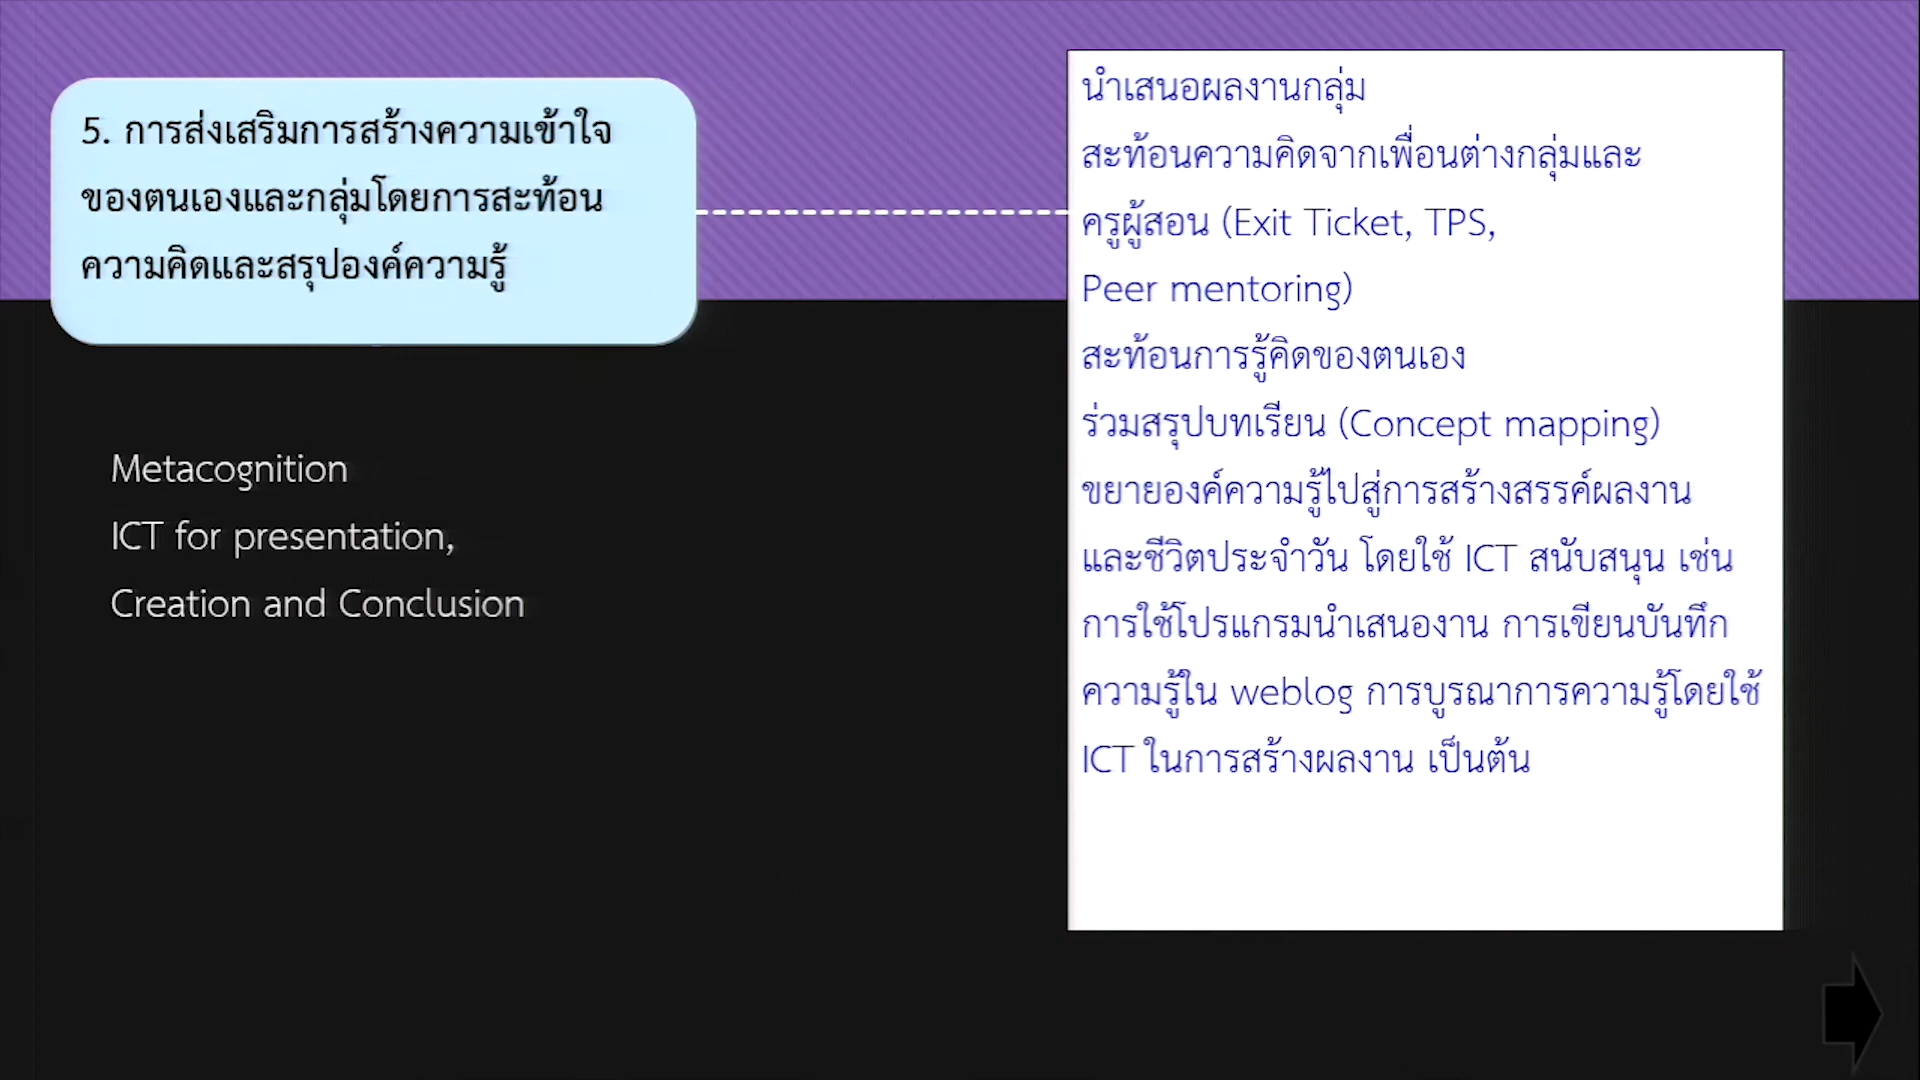 5. การส่งเสริมการสร้างความเข้าใจ
ของตนเองและกลุ่มโดยการสะท้อน
ความคิดและสรุปองค์ความรู้
Metacognition
ICT for presentation,
Creation and Conclusion
นำเสนอผลงานกลุ่ม
สะท้อนความคิดจากเพื่อนต่างกลุ่มและ
ครูผู้สอน (Exit Ticket, TPS,
Peer mentoring)
สะท้อนการรู้คิดของตนเอง
ร่วมสรุปบทเรียน (Concept mapping)
ขยายองค์ความรู้ไปสู่การสร้างสรรค์ผลงาน
และชีวิตประจำวัน โดยใช้ ICT สนับสนุน เช่น
การใช้โปรแกรมนำเสนองาน การเขียนบันทึก
ความรู้ใน weblog การบูรณาการความรู้โดยใช้
ICT ในการสร้างผลงาน เป็นต้น